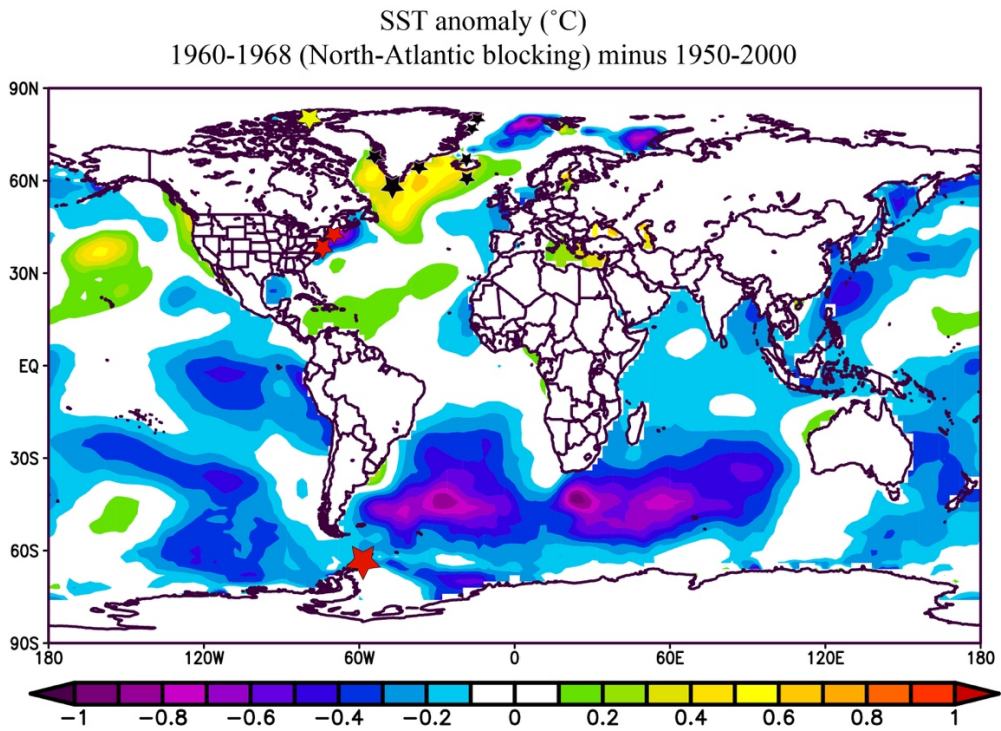 SST anomaly (˚C)
1960-1968 (North-Atlantic blocking) minus 1950-2000
90N
60N
30N
EQ
30S
60S
90S
180 120W 60W 0 60E 120E 180
−1 −0.8 −0.6 −0.4 −0.2 0 0.2 0.4 0.6 0.8 1